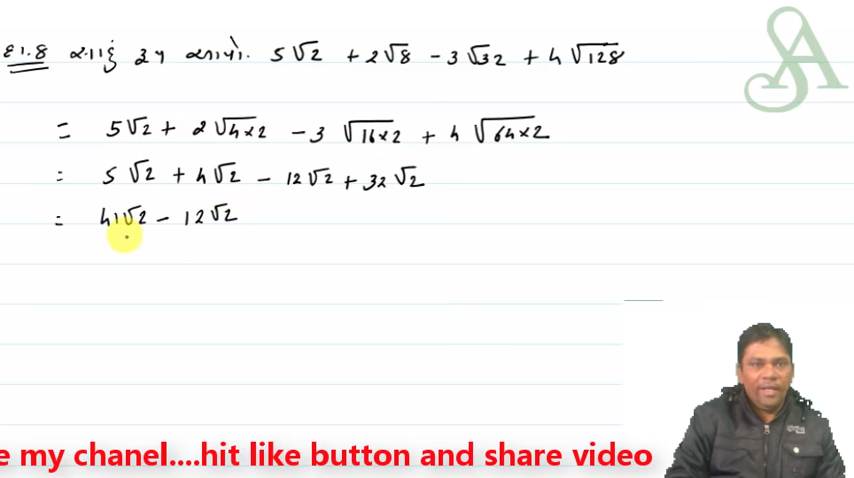 દા.8 સાદું રૂપ આપો. 5√2 + 2√8 - 3√32 + 4√128
= 5√2 + 2√4×2 - 3√16×2 + 4√64×2
= 5√2 + 4√2 - 12√2 + 32√2
= 41√2 - 12√2
e my chanel....hit like button and share video